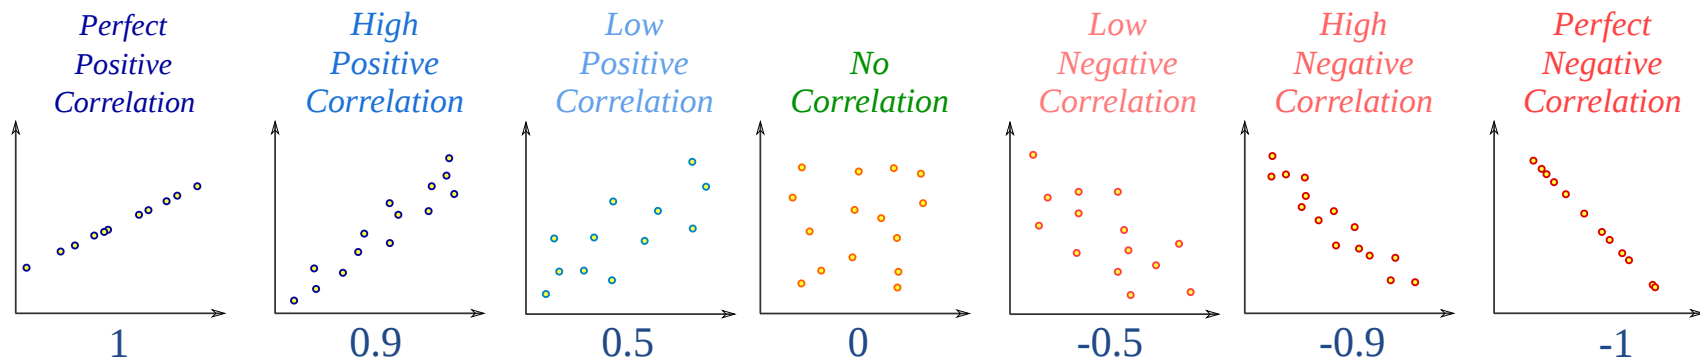 Perfect
Positive
Correlation
High
Positive
Correlation
Low
Positive
Correlation
No
Correlation
Low
Negative
Correlation
High
Negative
Correlation
Perfect
Negative
Correlation
1
0.9
0.5
0
-0.5
-0.9
-1